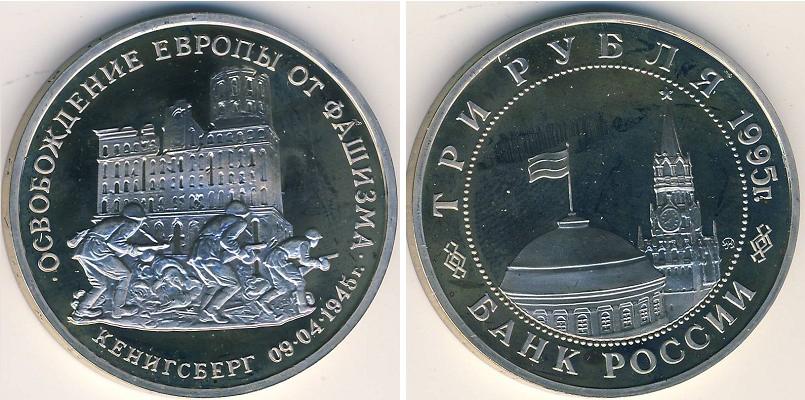 · ОСВОБОЖДЕНИЕ ЕВРОПЫ ОТ ФАШИЗМА ·
КЕНИГСБЕРГ 09·04·1945г.
ТРИ РУБЛЯ 1995г.
БАНК РОССИИ